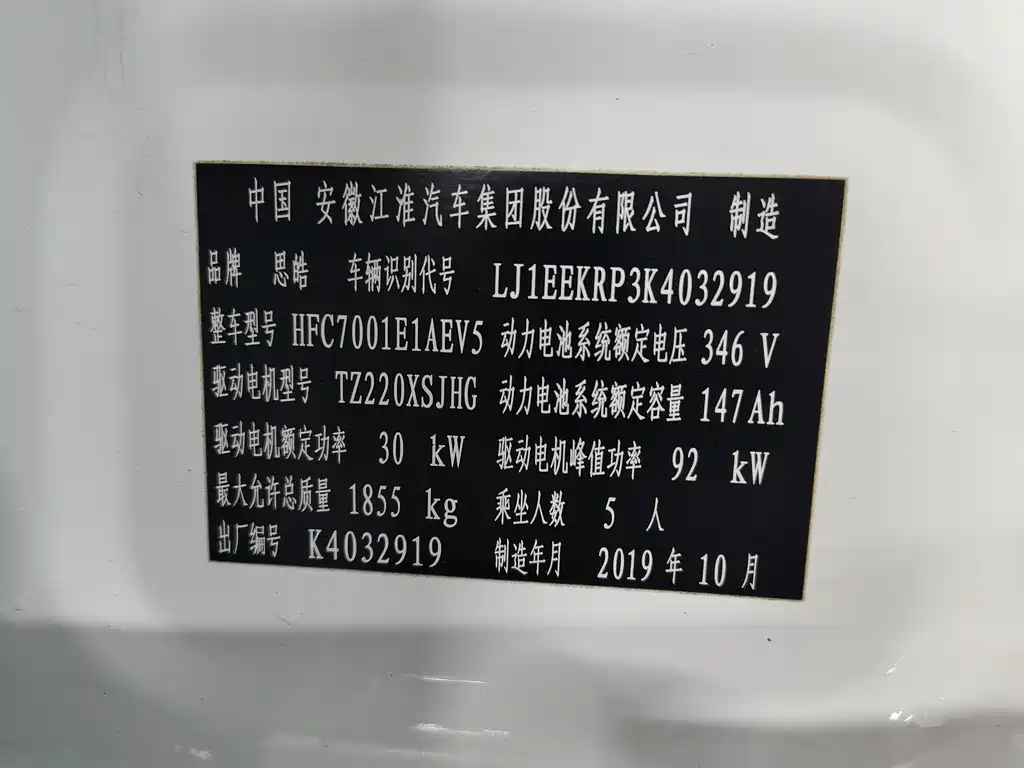 中国 安徽江淮汽车集团股份有限公司 制造
品牌 思皓 车辆识别代号 LJ1EEKRP3K4032919
整车型号 HFC7001E1AEV5 动力电池系统额定电压 346 V
驱动电机型号 TZ220XSJHG 动力电池系统额定容量 147Ah
驱动电机额定功率 30 kW 驱动电机峰值功率 92 kW
最大允许总质量 1855 kg 乘坐人数 5 人
出厂编号 K4032919 制造年月 2019 年 10 月